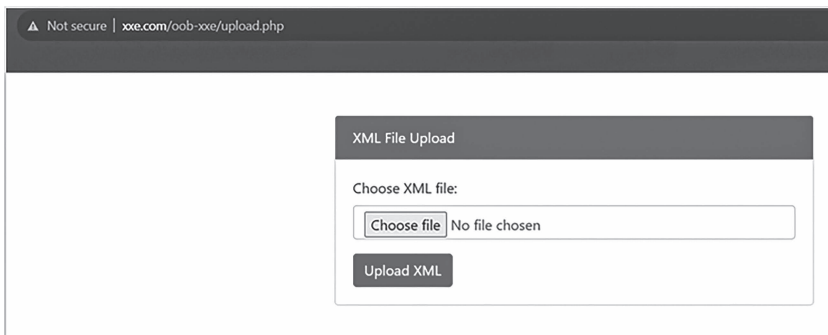 Not secure | xxe.com/oob-xxe/upload.php
XML File Upload
Choose XML file:
Choose file No file chosen
Upload XML